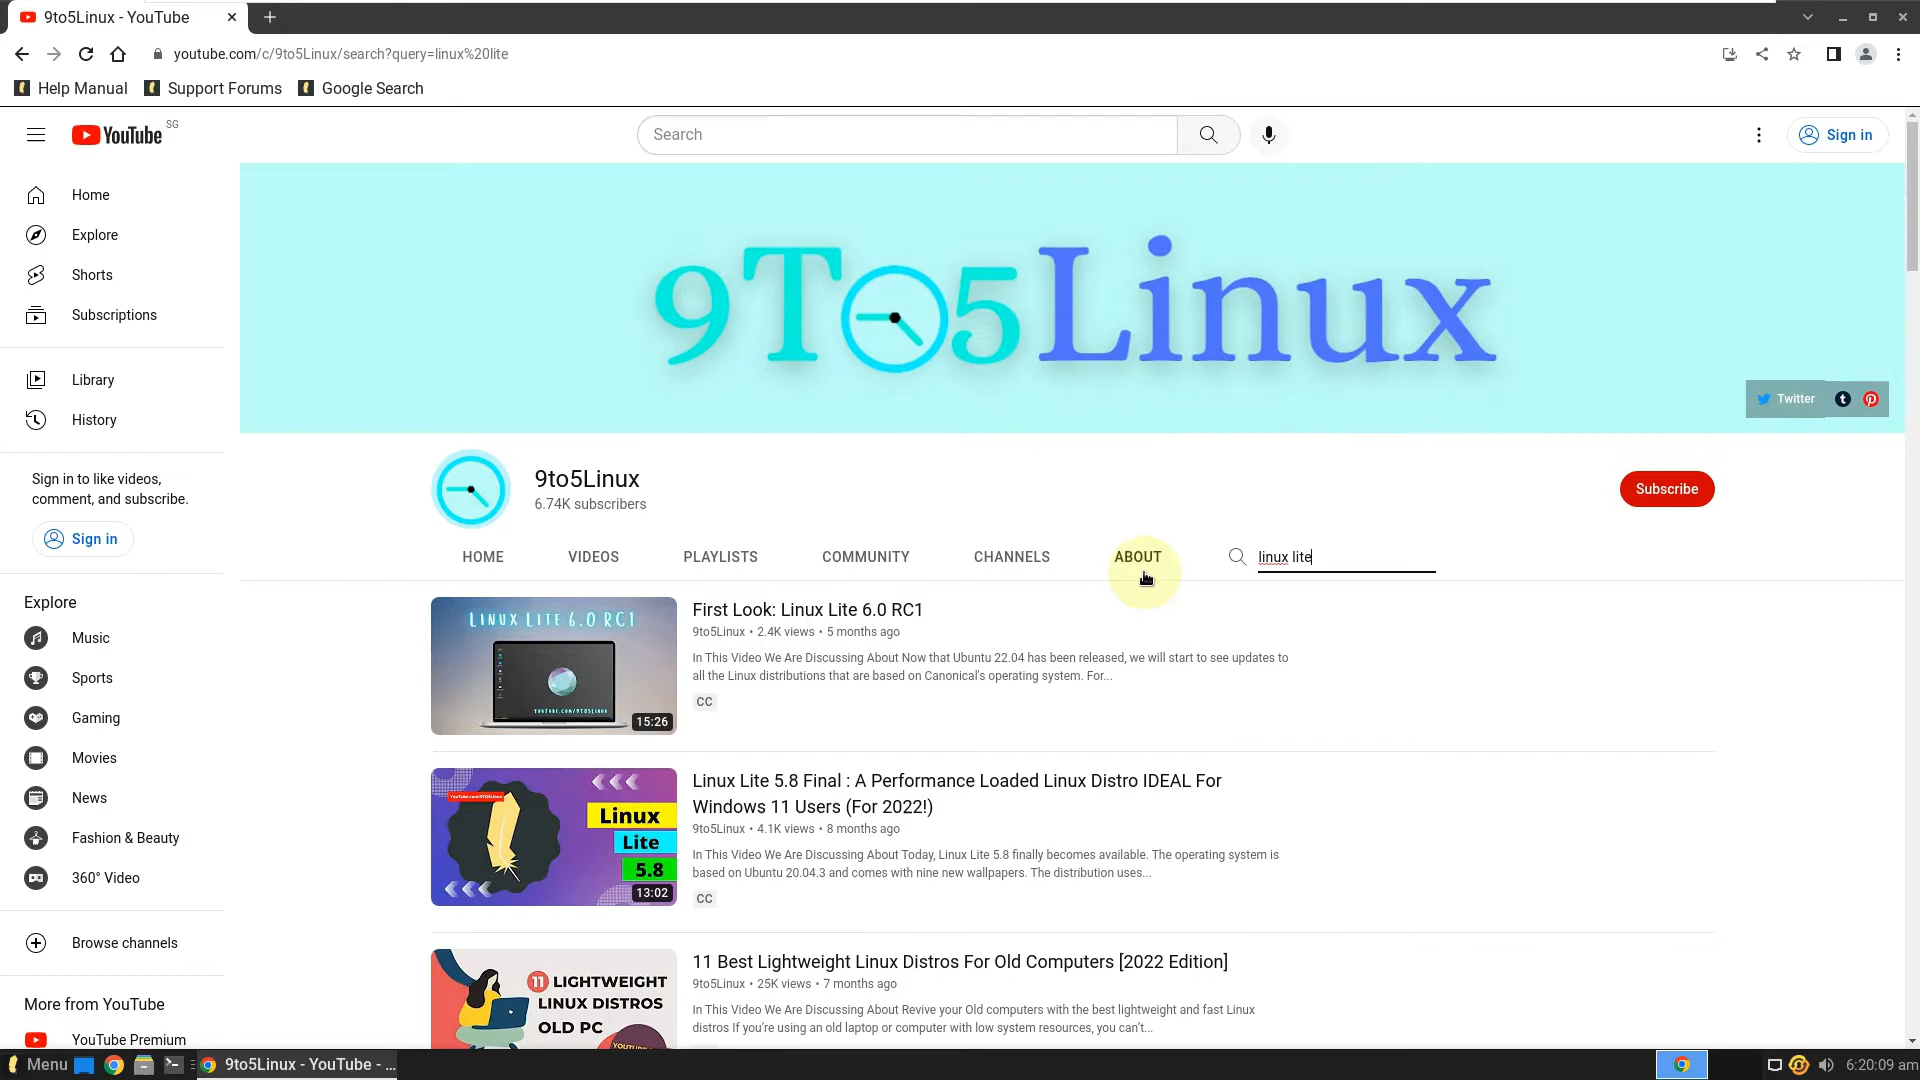 9to5Linux - YouTube
youtube.com/c/9to5Linux/search?query=linux%20lite
Help Manual
Support Forums
Google Search
YouTube SG
Search
Sign in
Home
Explore
Shorts
Subscriptions
Library
History
Sign in to like videos,
comment, and subscribe.
Sign in
Explore
Music
Sports
Gaming
Movies
News
Fashion & Beauty
360° Video
Browse channels
More from YouTube
YouTube Premium
9To5Linux
Twitter
9to5Linux
6.74K subscribers
Subscribe
HOME VIDEOS PLAYLISTS COMMUNITY CHANNELS ABOUT linux lite
LINUX LITE 6.0 RC1
YOUTUBE.COM/9TO5LINUX
15:26
First Look: Linux Lite 6.0 RC1
9to5Linux • 2.4K views • 5 months ago
In This Video We Are Discussing About Now that Ubuntu 22.04 has been released, we will start to see updates to
all the Linux distributions that are based on Canonical's operating system. For...
CC
YouTube.com/9TO5Linux
Linux
Lite
5.8
13:02
Linux Lite 5.8 Final : A Performance Loaded Linux Distro IDEAL For
Windows 11 Users (For 2022!)
9to5Linux • 4.1K views • 8 months ago
In This Video We Are Discussing About Today, Linux Lite 5.8 finally becomes available. The operating system is
based on Ubuntu 20.04.3 and comes with nine new wallpapers. The distribution uses...
CC
11 LIGHTWEIGHT
LINUX DISTROS
OLD PC
11 Best Lightweight Linux Distros For Old Computers [2022 Edition]
9to5Linux • 25K views • 7 months ago
In This Video We Are Discussing About Revive your Old computers with the best lightweight and fast Linux
distros If you're using an old laptop or computer with low system resources, you can't...
Menu
9to5Linux - YouTube - ...
6:20:09 am